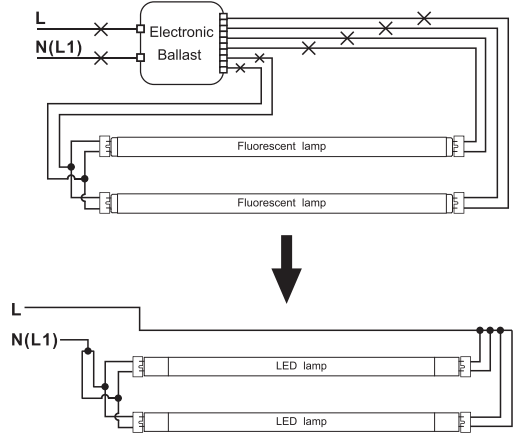 L
N(L1)
Electronic
Ballast
Fluorescent lamp
Fluorescent lamp
L
N(L1)
LED lamp
LED lamp